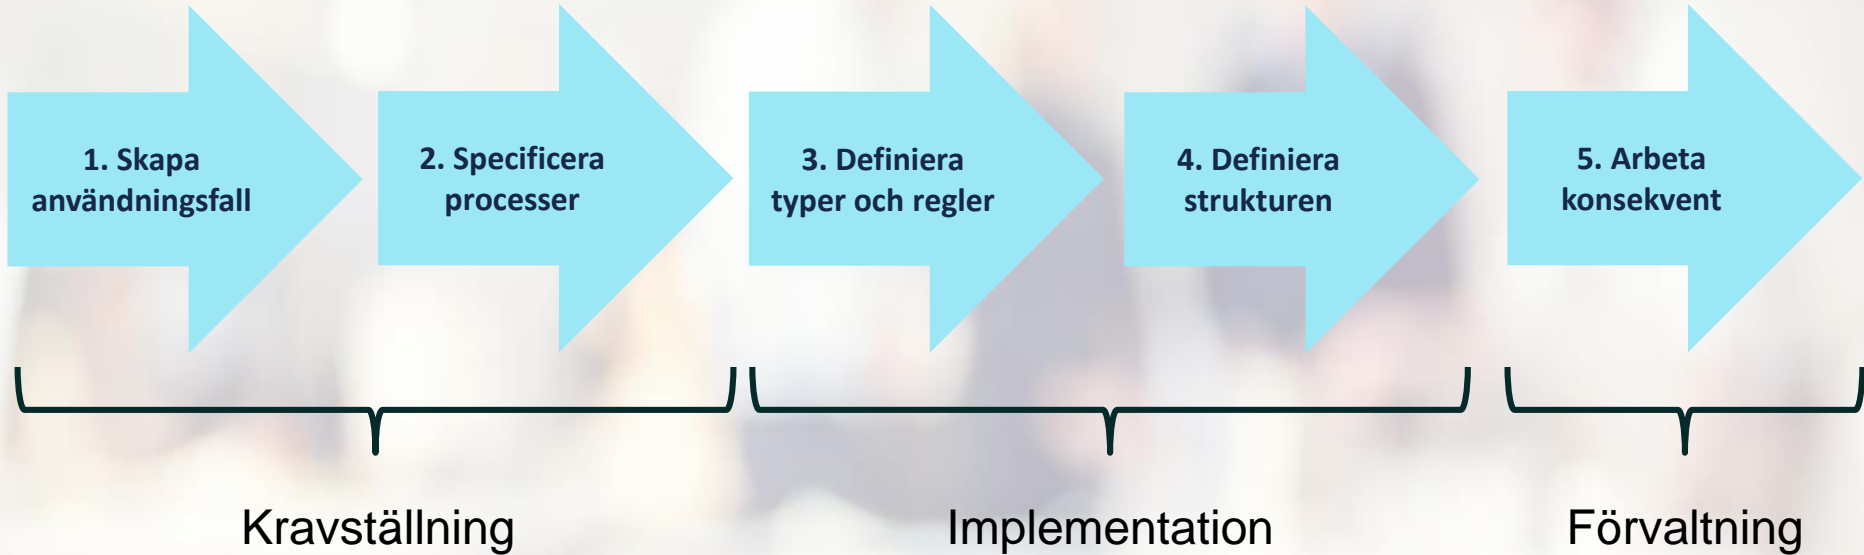 1. Skapa
användningsfall
2. Specificera
processer
3. Definiera
typer och regler
4. Definiera
strukturen
5. Arbeta
konsekvent
Kravställning
Implementation
Förvaltning